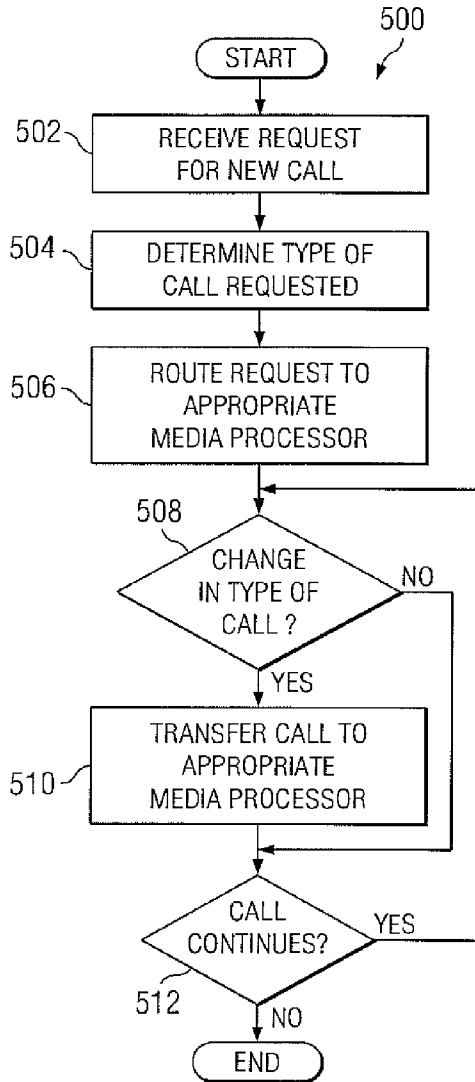 500
START
502
RECEIVE REQUEST
FOR NEW CALL
504
DETERMINE TYPE OF
CALL REQUESTED
506
ROUTE REQUEST TO
APPROPRIATE
MEDIA PROCESSOR
508
CHANGE
IN TYPE OF
CALL ?
NO
YES
510
TRANSFER CALL TO
APPROPRIATE
MEDIA PROCESSOR
CALL
CONTINUES?
YES
512
NO
END